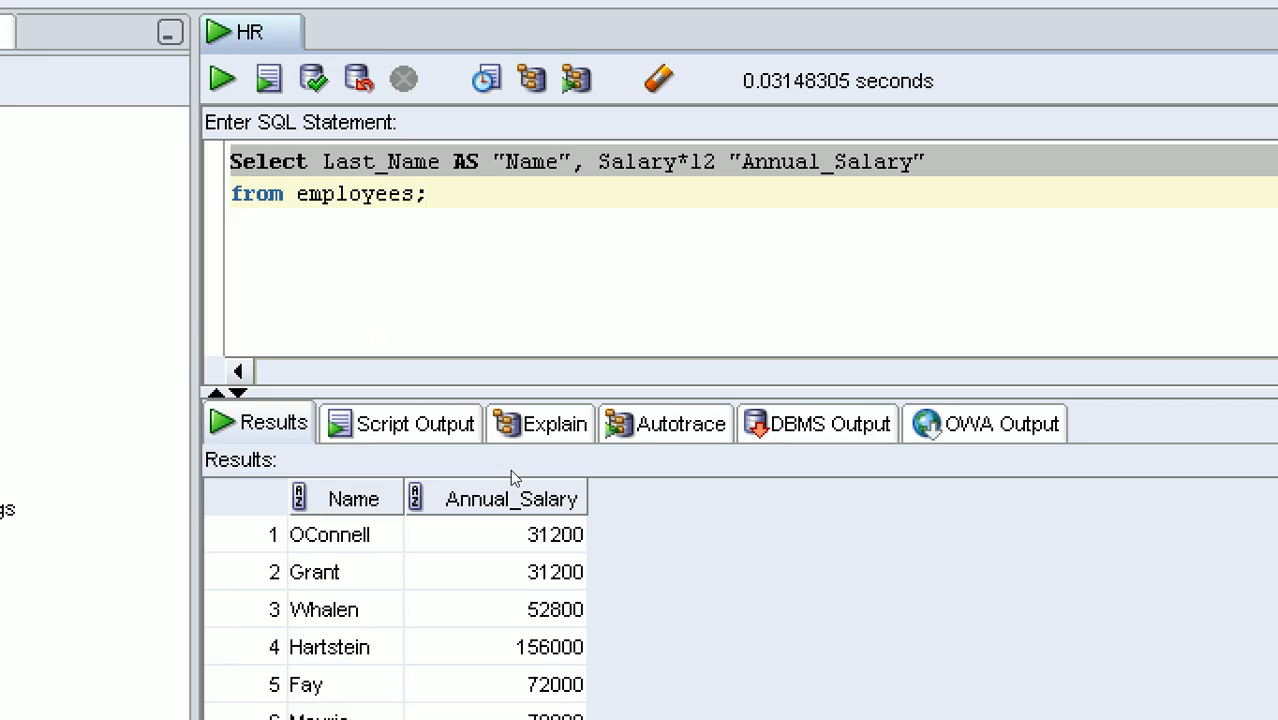 HR
0.03148305 seconds
Enter SQL Statement:
Select Last_Name AS "Name", Salary*12 "Annual_Salary"
from employees;
Results Script Output Explain Autotrace DBMS Output OWA Output
Results:
Name Annual_Salary
1 OConnell 31200
2 Grant 31200
3 Whalen 52800
gs
4 Hartstein 156000
5 Fay 72000